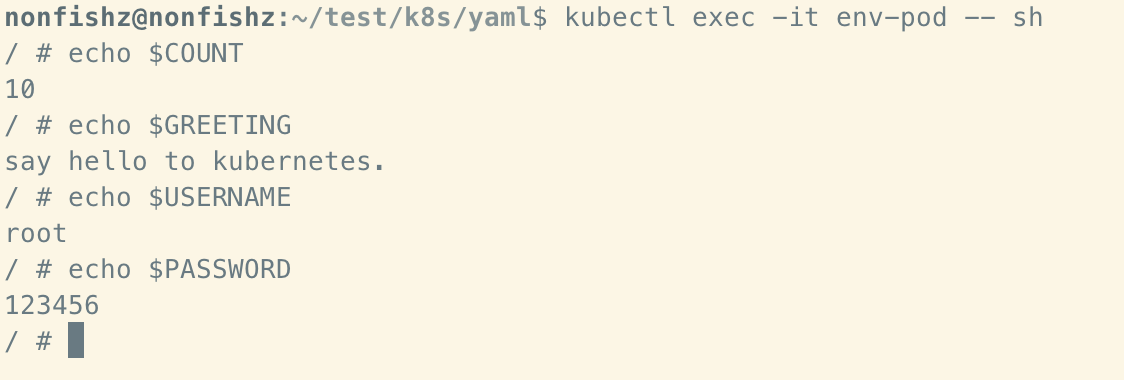 nonfishz@nonfishz:~/test/k8s/yaml$ kubectl exec -it env-pod -- sh
/ # echo $COUNT
10
/ # echo $GREETING
say hello to kubernetes.
/ # echo $USERNAME
root
/ # echo $PASSWORD
123456
/ #